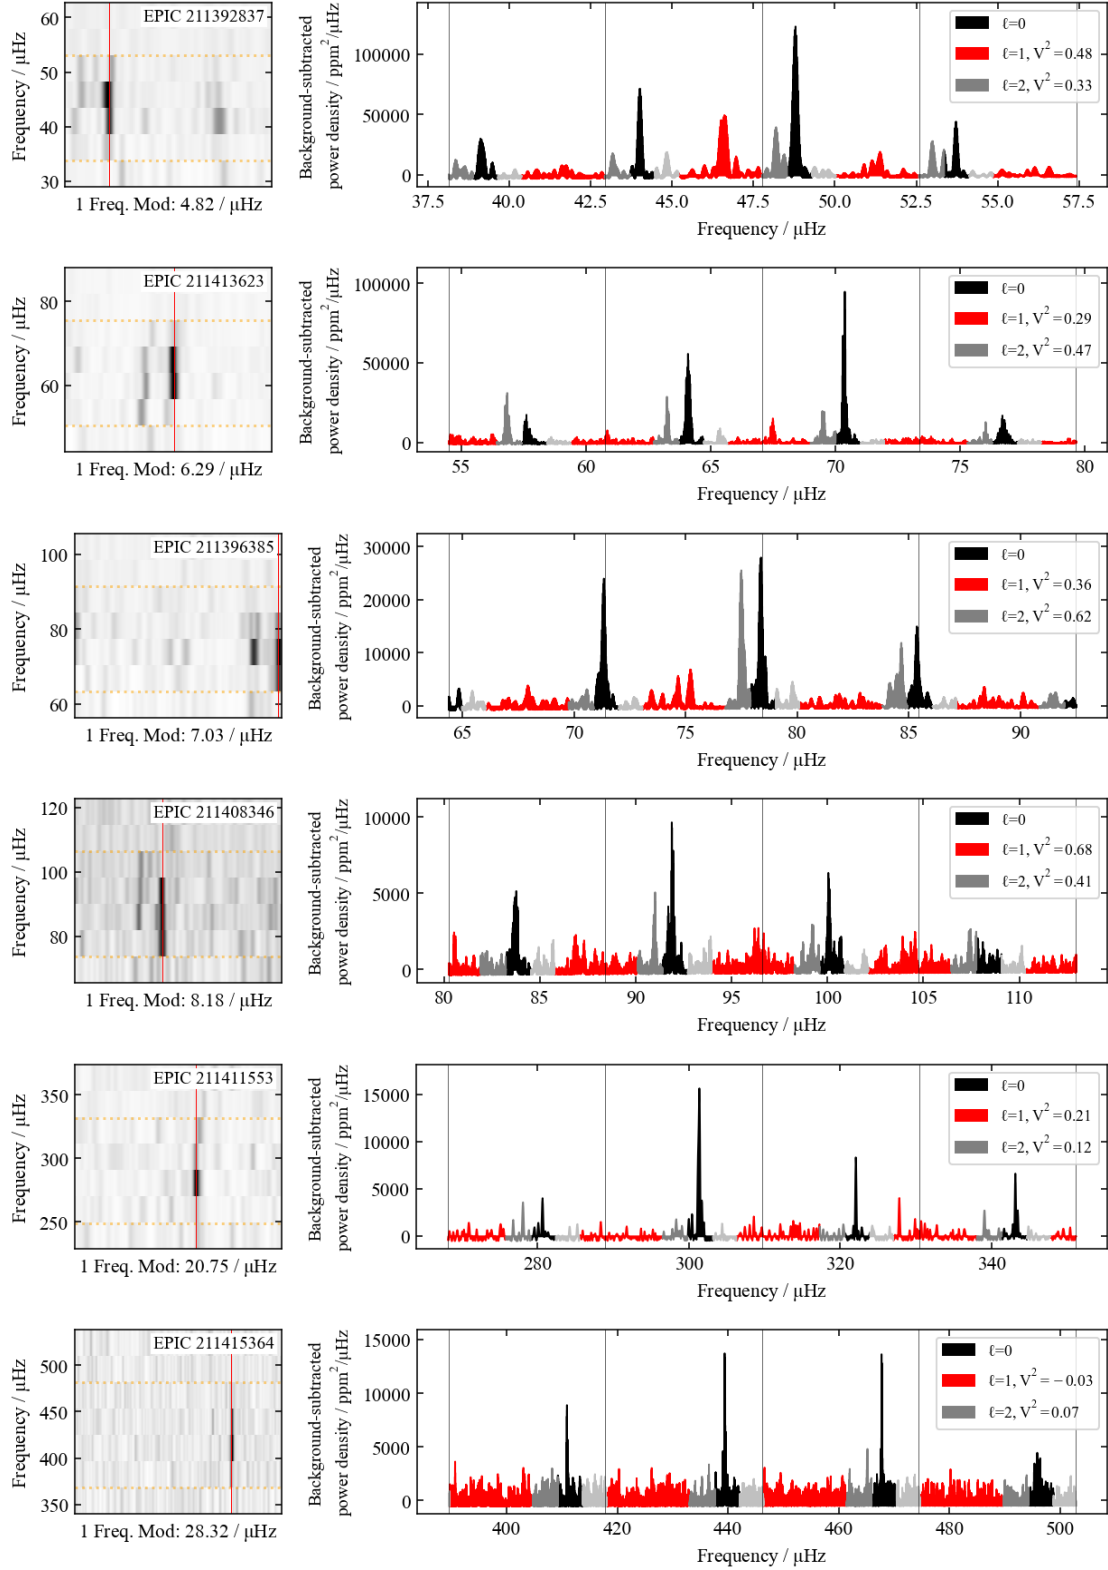 EPIC 211392837
Frequency / μHz
60
50
40
30
1 Freq. Mod: 4.82 / μHz
Background-subtracted
power density / ppm²/μHz
100000
50000
0
ℓ=0
ℓ=1, V²=0.48
ℓ=2, V²=0.33
37.5 40.0 42.5 45.0 47.5 50.0 52.5 55.0 57.5
Frequency / μHz
EPIC 211413623
Frequency / μHz
80
60
1 Freq. Mod: 6.29 / μHz
Background-subtracted
power density / ppm²/μHz
100000
50000
0
ℓ=0
ℓ=1, V²=0.29
ℓ=2, V²=0.47
55 60 65 70 75 80
Frequency / μHz
EPIC 211396385
Frequency / μHz
100
80
60
1 Freq. Mod: 7.03 / μHz
Background-subtracted
power density / ppm²/μHz
30000
20000
10000
0
ℓ=0
ℓ=1, V²=0.36
ℓ=2, V²=0.62
65 70 75 80 85 90
Frequency / μHz
EPIC 211408346
Frequency / μHz
120
100
80
1 Freq. Mod: 8.18 / μHz
Background-subtracted
power density / ppm²/μHz
10000
5000
0
ℓ=0
ℓ=1, V²=0.68
ℓ=2, V²=0.41
80 85 90 95 100 105 110
Frequency / μHz
EPIC 211411553
Frequency / μHz
350
300
250
1 Freq. Mod: 20.75 / μHz
Background-subtracted
power density / ppm²/μHz
15000
10000
5000
0
ℓ=0
ℓ=1, V²=0.21
ℓ=2, V²=0.12
280 300 320 340
Frequency / μHz
EPIC 211415364
Frequency / μHz
500
450
400
350
1 Freq. Mod: 28.32 / μHz
Background-subtracted
power density / ppm²/μHz
15000
10000
5000
0
ℓ=0
ℓ=1, V²=−0.03
ℓ=2, V²=0.07
400 420 440 460 480 500
Frequency / μHz